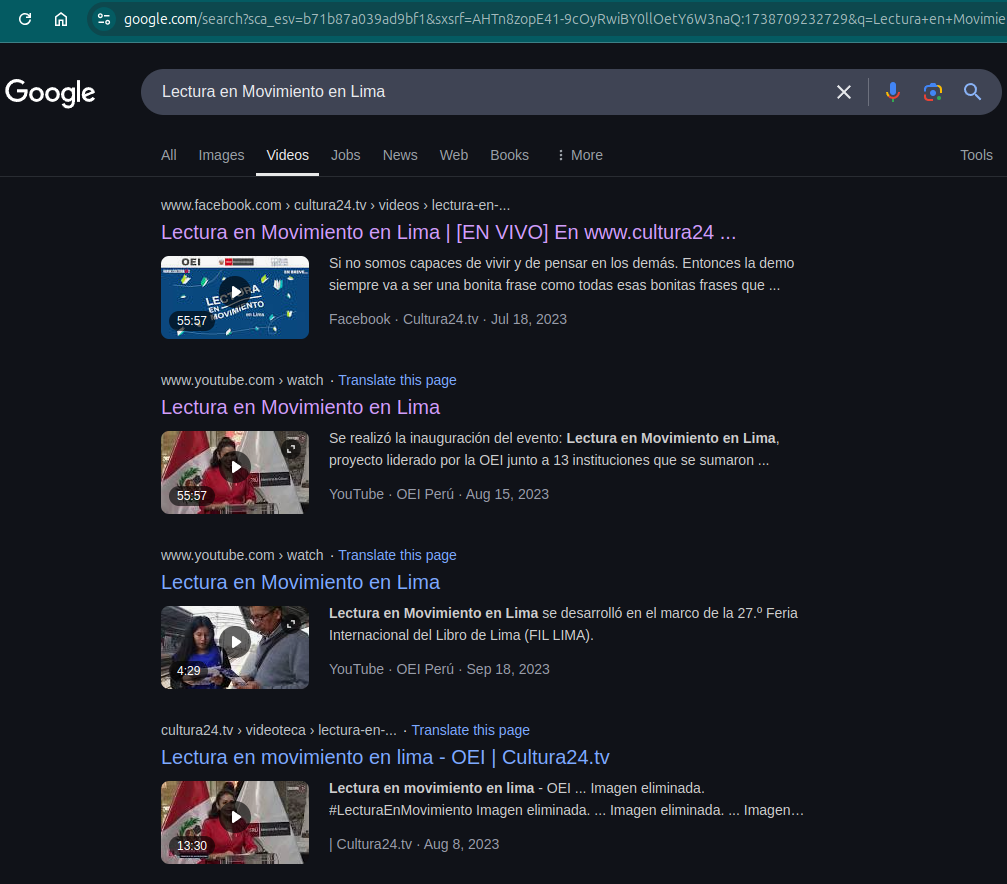 google.com/search?sca_esv=b71b87a039ad9bf1&sxsrf=AHTn8zopE41-9cOyRwiBY0llOetY6W3naQ:1738709232729&q=Lectura+en+Movimie
Google
Lectura en Movimiento en Lima
All Images Videos Jobs News Web Books More Tools
www.facebook.com › cultura24.tv › videos › lectura-en-...
Lectura en Movimiento en Lima | [EN VIVO] En www.cultura24 ...
OEI
EN BREVE...
LECTURA
EN MOVIMIENTO
en Lima
55:57
Si no somos capaces de vivir y de pensar en los demás. Entonces la demo
siempre va a ser una bonita frase como todas esas bonitas frases que ...
Facebook · Cultura24.tv · Jul 18, 2023
www.youtube.com › watch · Translate this page
Lectura en Movimiento en Lima
55:57
Se realizó la inauguración del evento: Lectura en Movimiento en Lima,
proyecto liderado por la OEI junto a 13 instituciones que se sumaron ...
YouTube · OEI Perú · Aug 15, 2023
www.youtube.com › watch · Translate this page
Lectura en Movimiento en Lima
4:29
Lectura en Movimiento en Lima se desarrolló en el marco de la 27.º Feria
Internacional del Libro de Lima (FIL LIMA).
YouTube · OEI Perú · Sep 18, 2023
cultura24.tv › videoteca › lectura-en-... · Translate this page
Lectura en movimiento en lima - OEI | Cultura24.tv
13:30
Lectura en movimiento en lima - OEI ... Imagen eliminada.
#LecturaEnMovimiento Imagen eliminada. ... Imagen eliminada. ... Imagen…
| Cultura24.tv · Aug 8, 2023